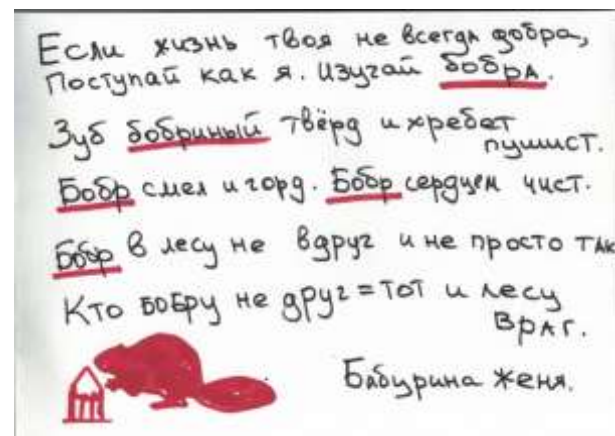 Если жизнь твоя не всегда добра,
Поступай как я. Изучай бобра.
Зуб бобриный твёрд и хребет
пушист.
Бобр смел и горд. Бобр сердцем чист.
Бобр в лесу не вдруг и не просто так
Кто бобру не друг = тот и лесу
враг.
Бабурина Женя.